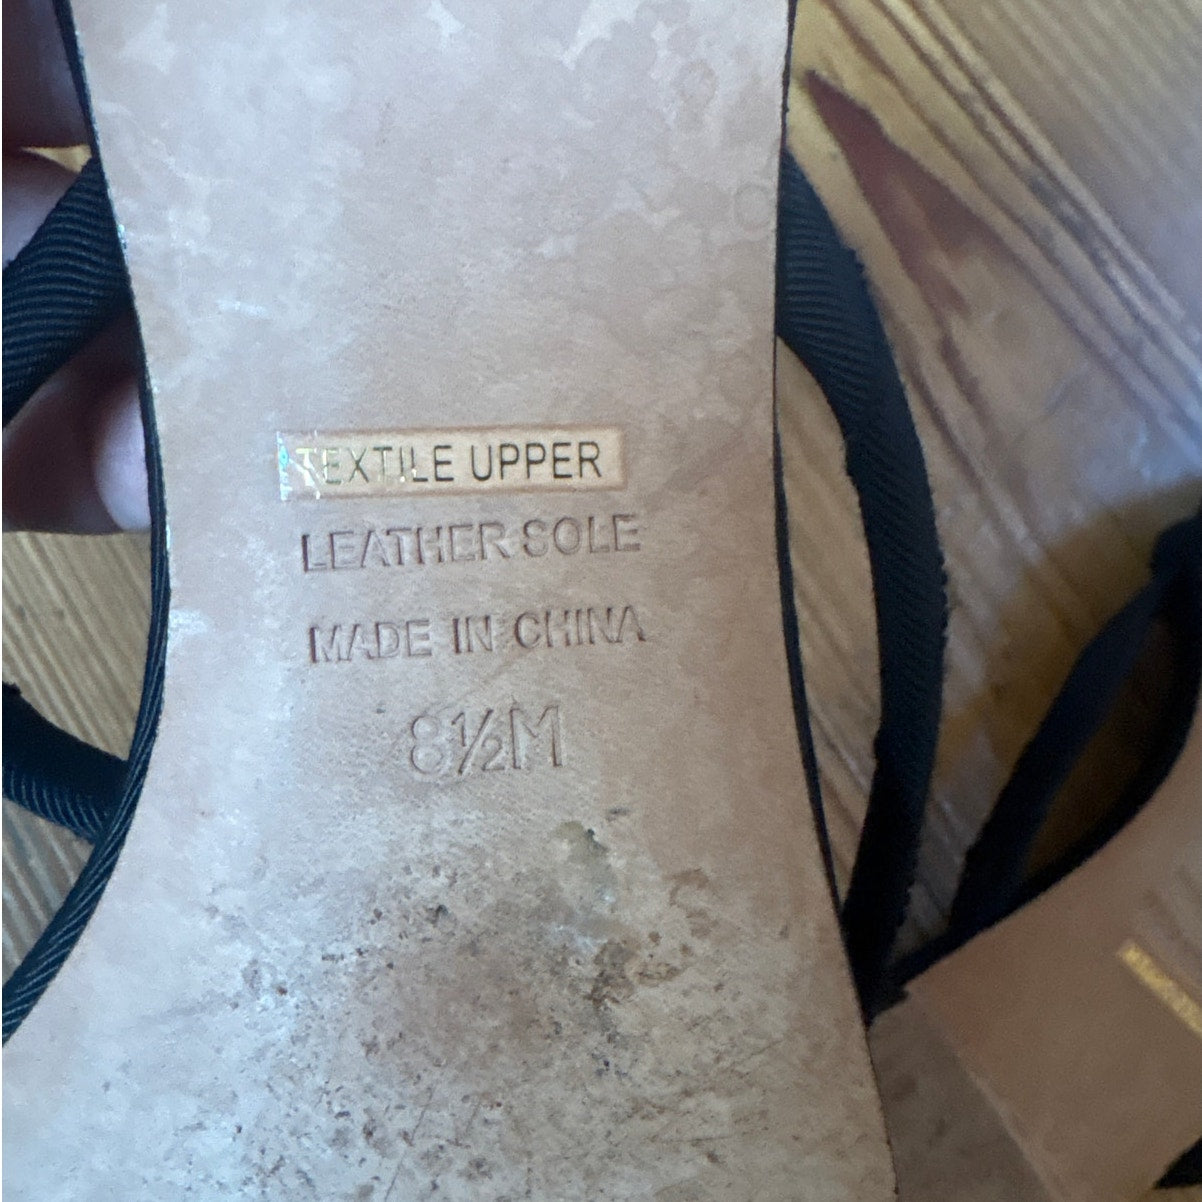 TEXTILE UPPER
LEATHER SOLE
MADE IN CHINA
8½M